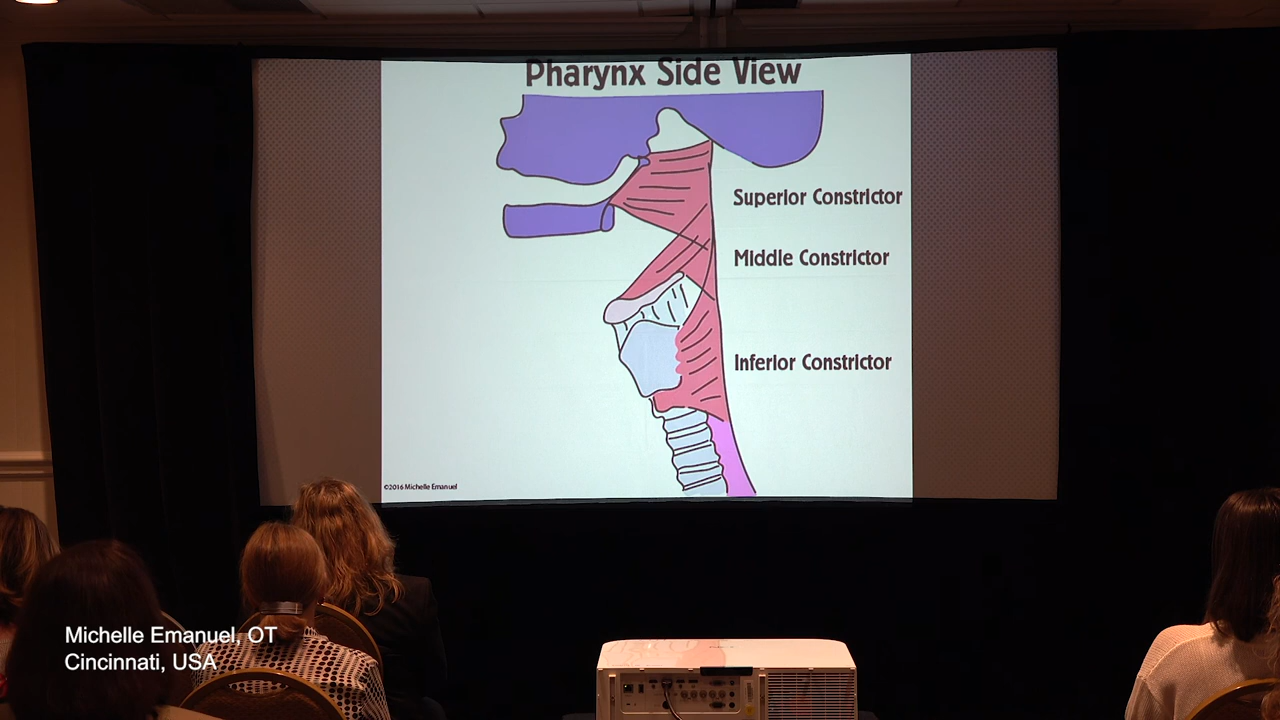 Pharynx Side View
Superior Constrictor
Middle Constrictor
Inferior Constrictor
©2016 Michelle Emanuel
Michelle Emanuel, OT
Cincinnati, USA